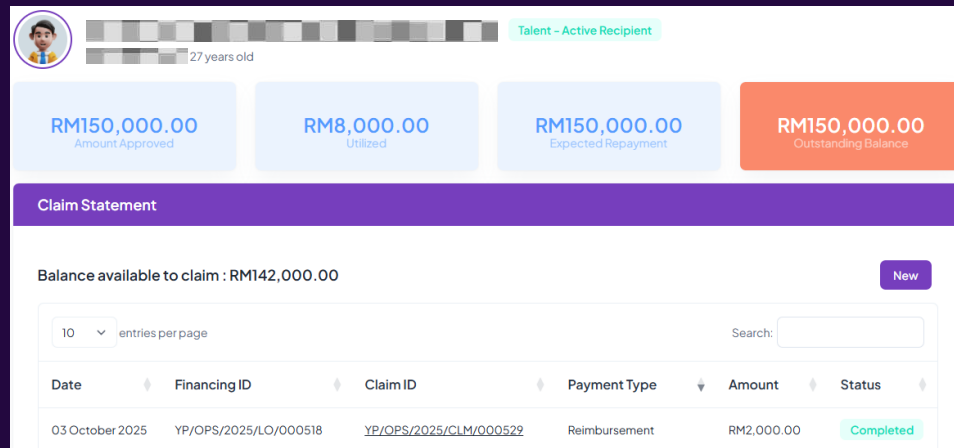 Talent - Active Recipient
27 years old
RM150,000.00
Amount Approved
RM8,000.00
Utilized
RM150,000.00
Expected Repayment
RM150,000.00
Outstanding Balance
Claim Statement
Balance available to claim : RM142,000.00
New
10 entries per page
Search:
Date Financing ID Claim ID Payment Type Amount Status
03 October 2025 YP/OPS/2025/LO/000518 YP/OPS/2025/CLM/000529 Reimbursement RM2,000.00 Completed